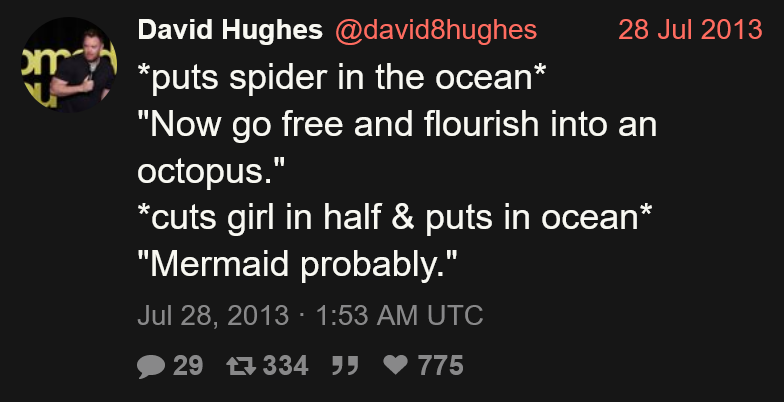 David Hughes @david8hughes 28 Jul 2013
*puts spider in the ocean*
"Now go free and flourish into an
octopus."
*cuts girl in half & puts in ocean*
"Mermaid probably."
Jul 28, 2013 · 1:53 AM UTC
29 334 775